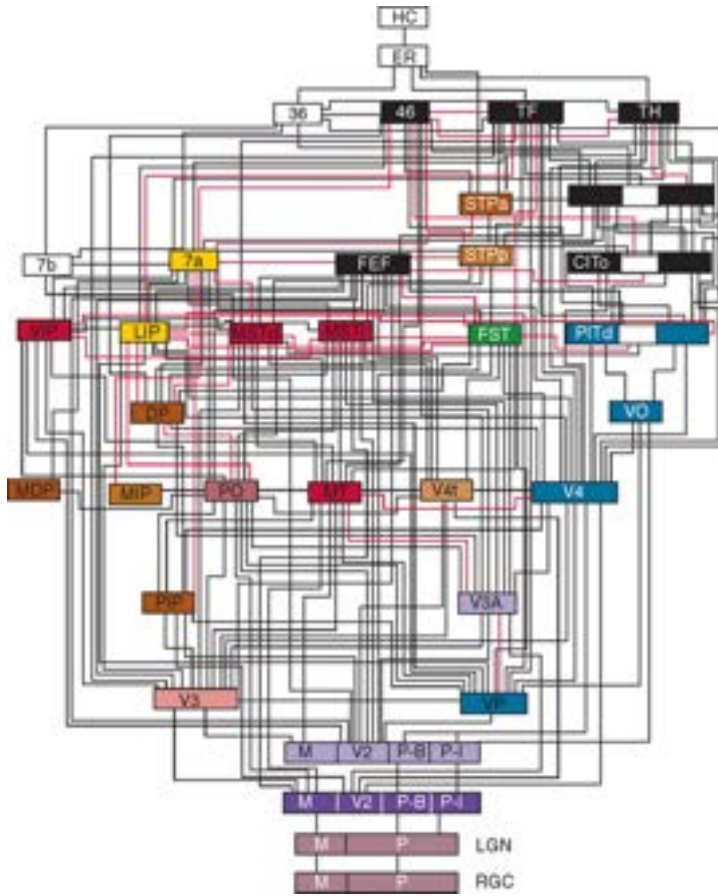 HC
ER
36 46 TF TH
STPa
7b 7a FEF STPp CITo
VIP LIP MSTd MST FST PITd
DP VO
MDP MIP PO MT V4t V4
PIP V3A
V3 VP
M V2 P-B P-I
M V2 P-B P-I
M P LGN
M P RGC